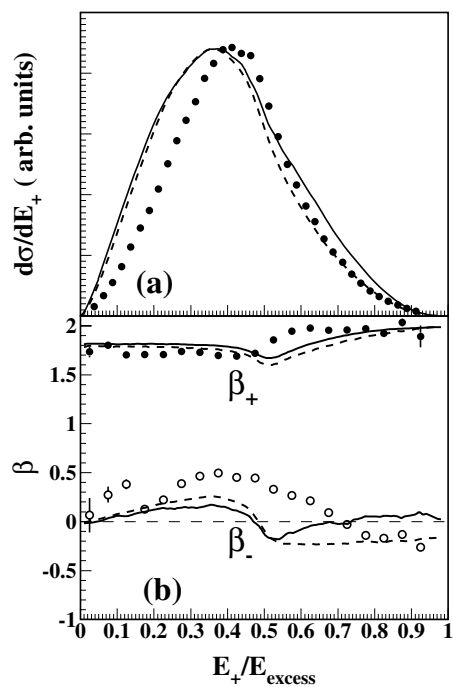 dσ/dE₊ ( arb. units)
(a)
2
1.5
β₊
1
β
0.5
0
β₋
-0.5
(b)
-1
0 0.1 0.2 0.3 0.4 0.5 0.6 0.7 0.8 0.9 1
E₊/Eexcess